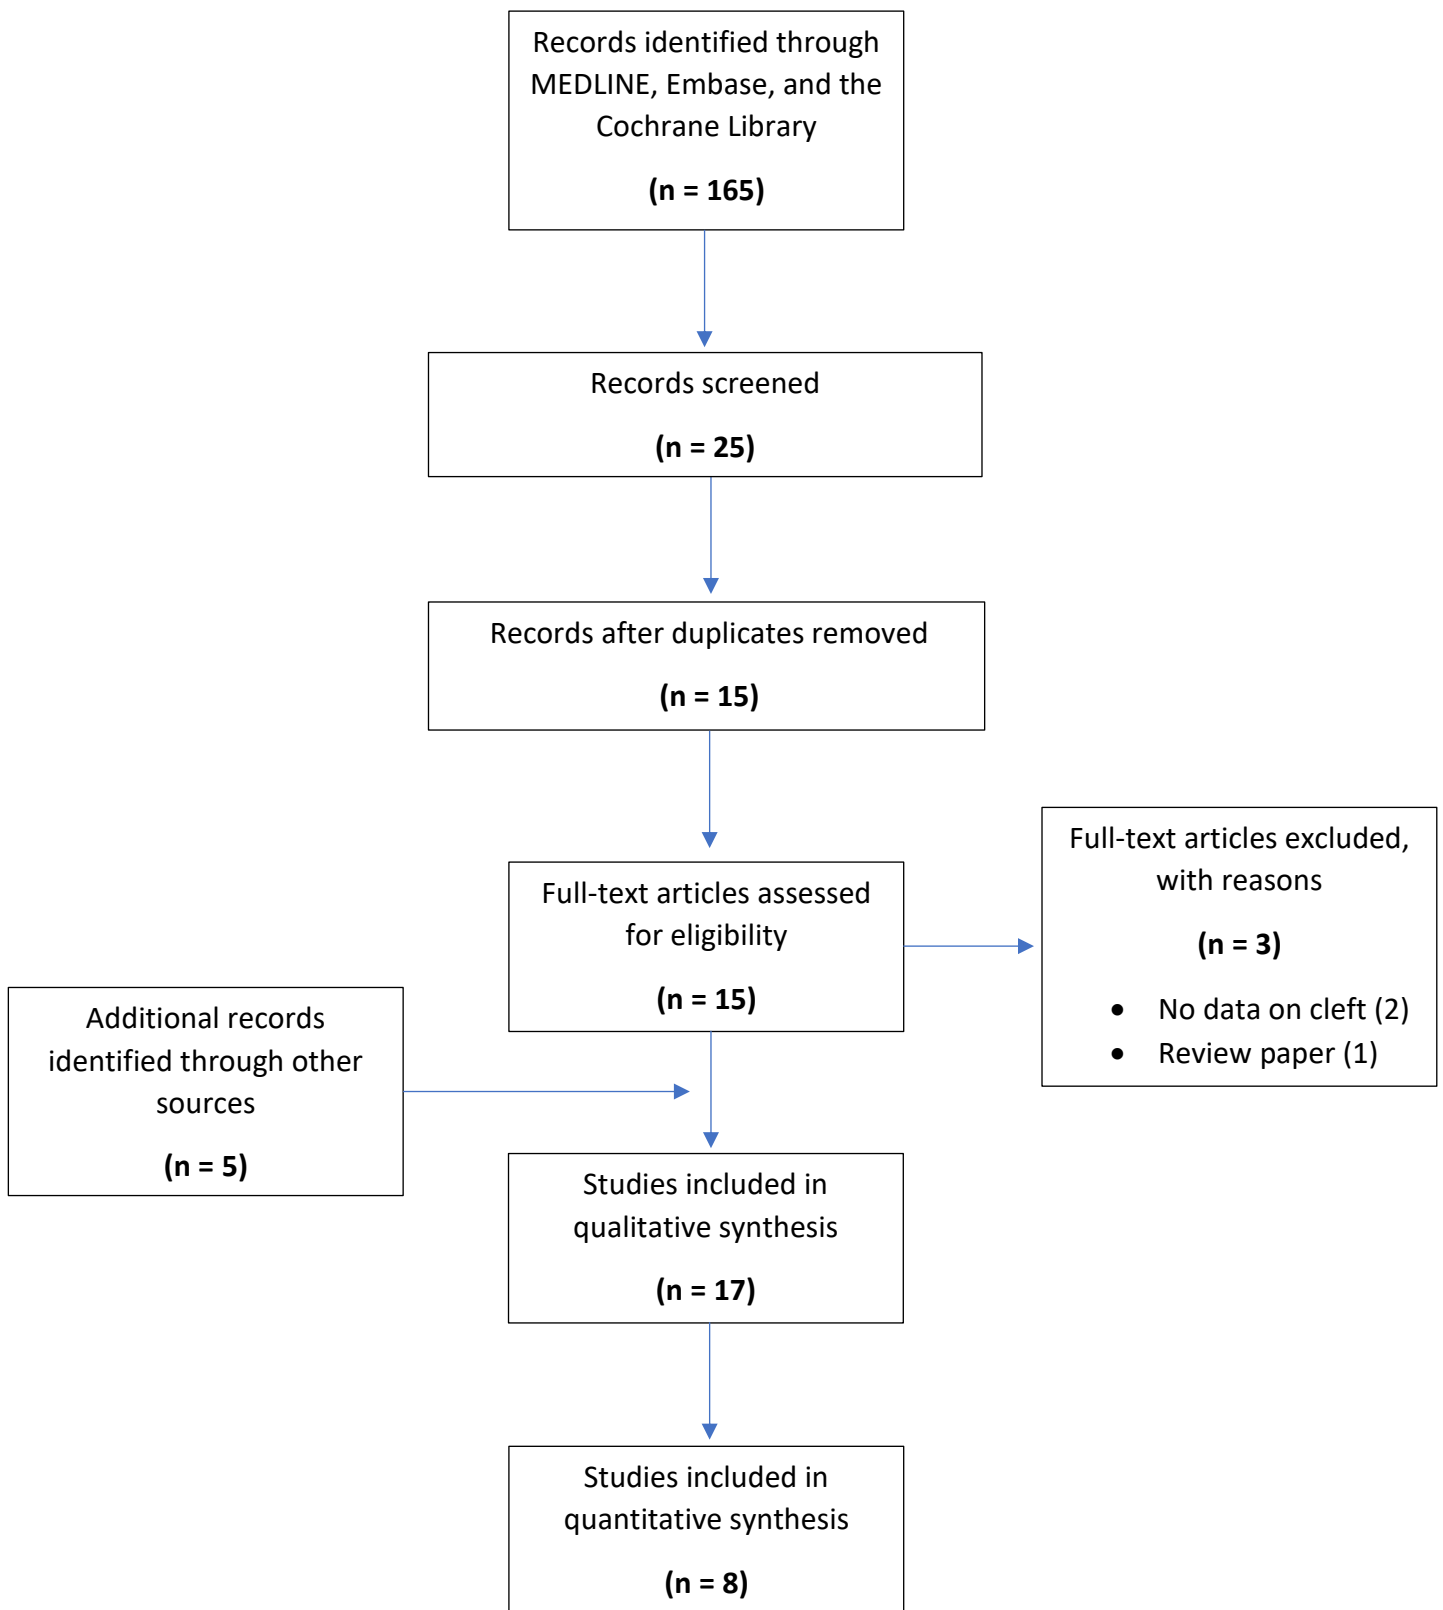 Records identified through
MEDLINE, Embase, and the
Cochrane Library
(n = 165)
Records screened
(n = 25)
Records after duplicates removed
(n = 15)
Full-text articles assessed
for eligibility
(n = 15)
Full-text articles excluded,
with reasons
(n = 3)
• No data on cleft (2)
• Review paper (1)
Additional records
identified through other
sources
(n = 5)
Studies included in
qualitative synthesis
(n = 17)
Studies included in
quantitative synthesis
(n = 8)